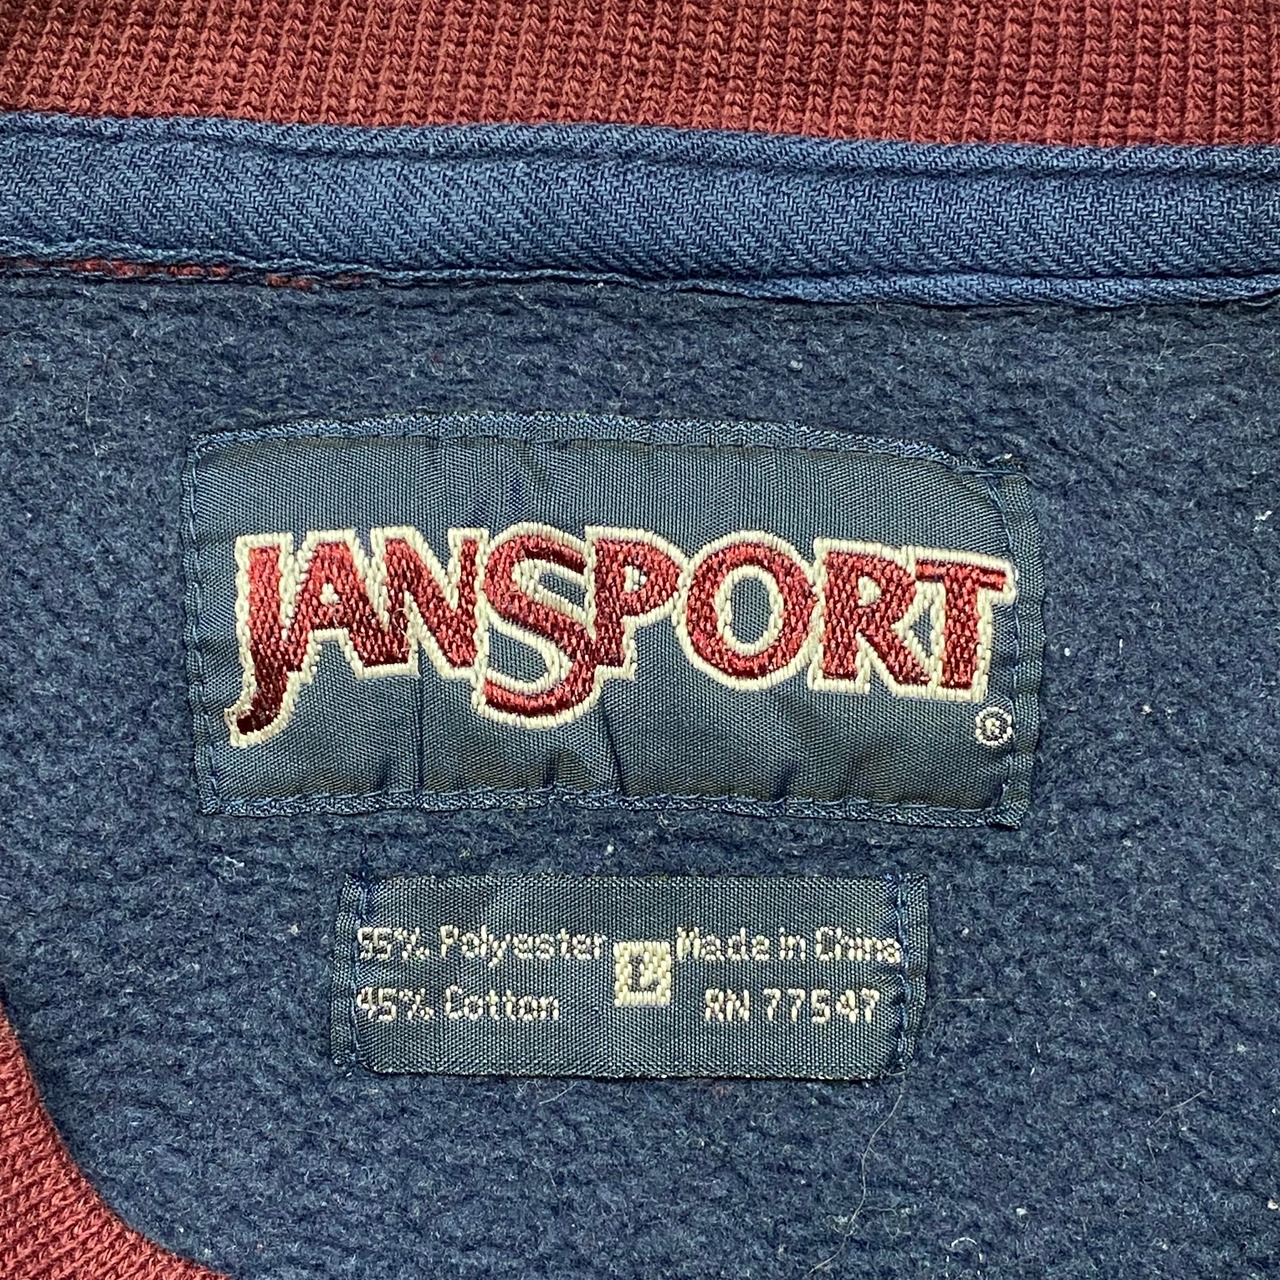 JANSPORT
®
55% Polyester L Made in China
45% Cotton RN 77547